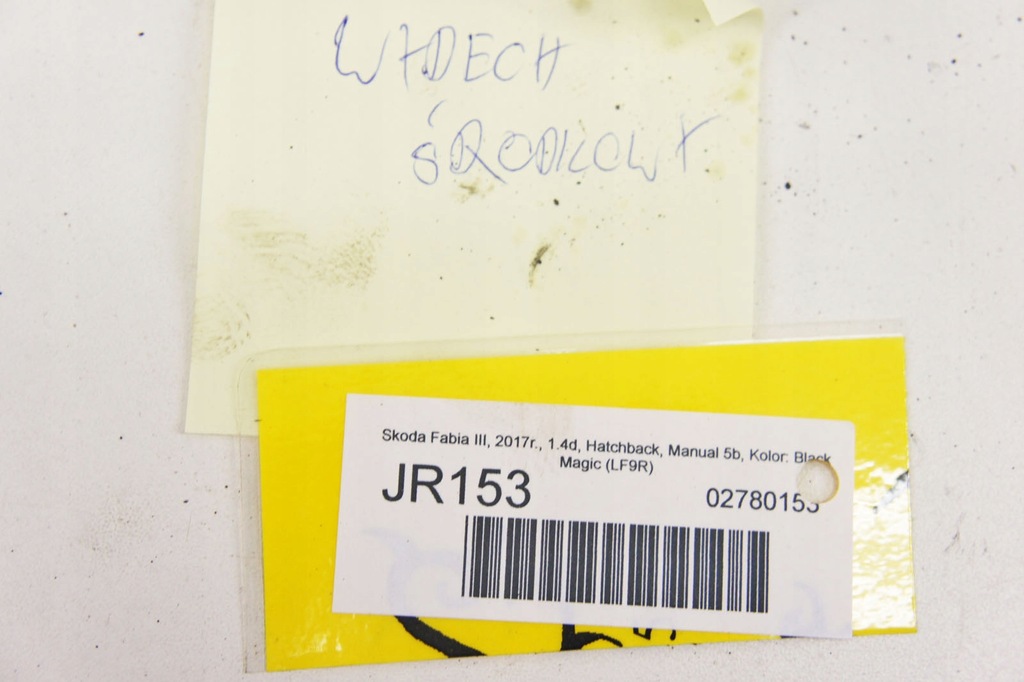 WYDECH
ŚRODKOWY
Skoda Fabia III, 2017r., 1.4d, Hatchback, Manual 5b, Kolor: Black
Magic (LF9R)
JR153
02780153